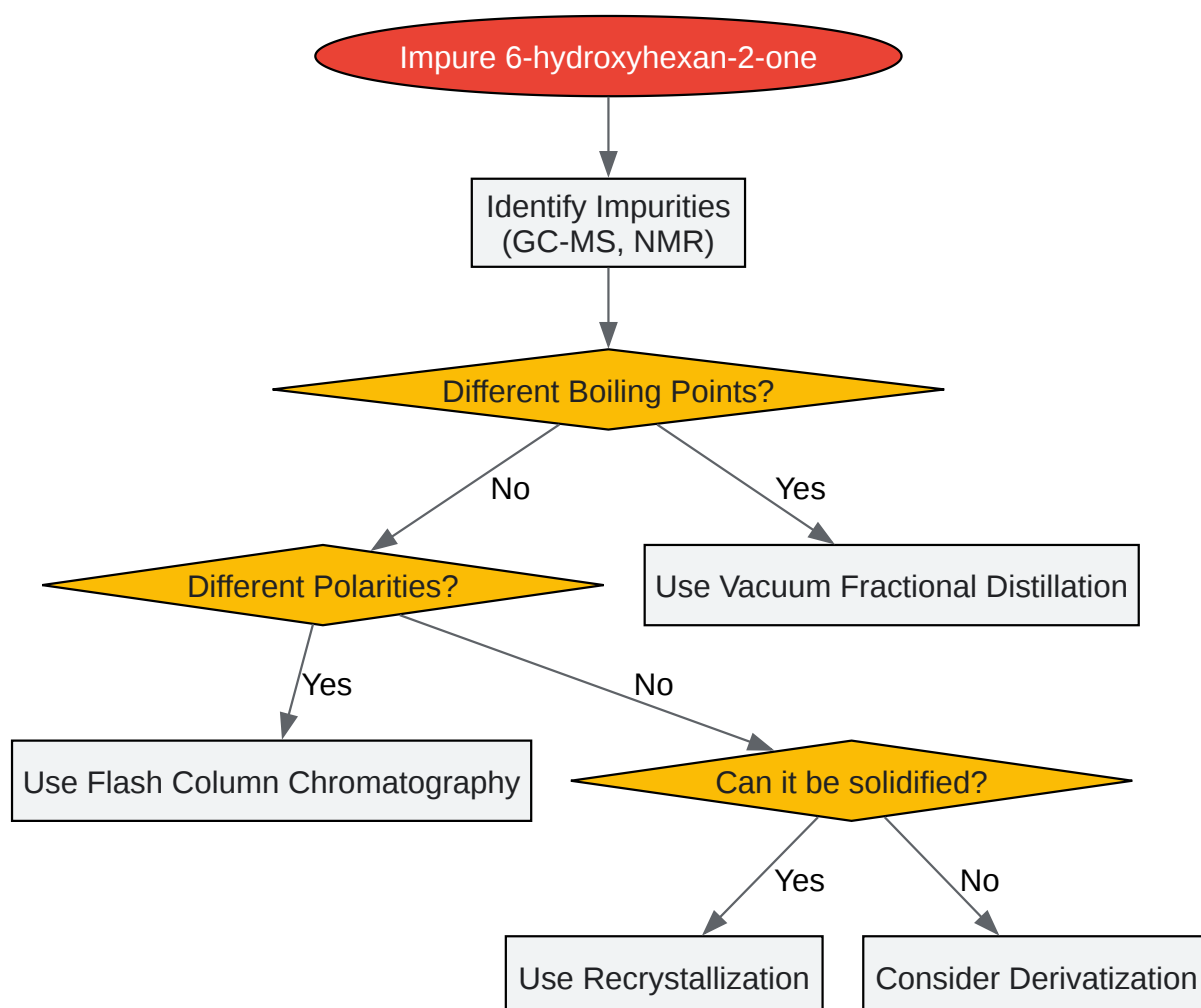 Impure 6-hydroxyhexan-2-one
Identify Impurities
(GC-MS, NMR)
Different Boiling Points?
No
Yes
Different Polarities?
Use Vacuum Fractional Distillation
Yes
No
Use Flash Column Chromatography
Can it be solidified?
Yes
No
Use Recrystallization
Consider Derivatization